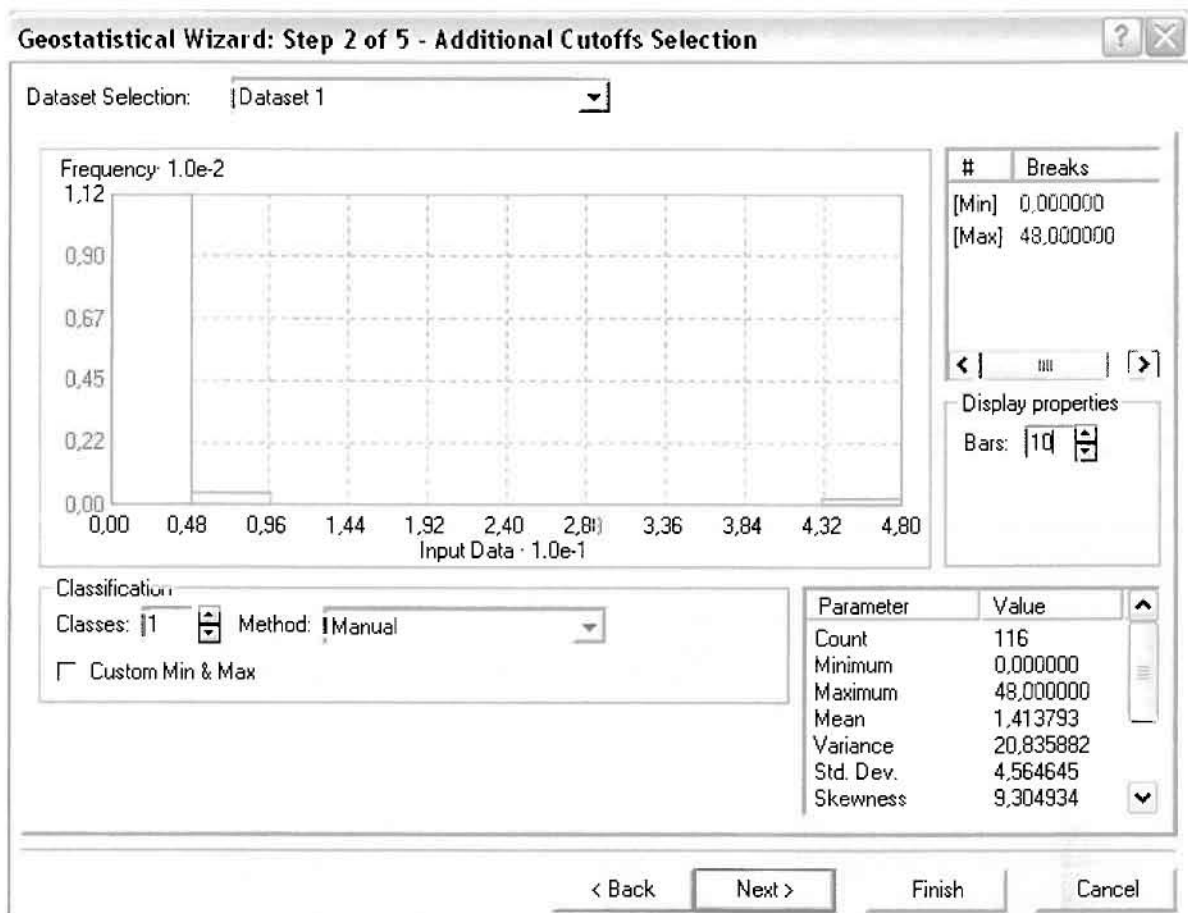 Geostatistical Wizard: Step 2 of 5 - Additional Cutoffs Selection
Dataset Selection: Dataset 1
Frequency · 1.0e-2
1,12
0,90
0,67
0,45
0,22
0,00
0,00 0,48 0,96 1,44 1,92 2,40 2,88 3,36 3,84 4,32 4,80
Input Data · 1.0e-1
# Breaks
[Min] 0,000000
[Max] 48,000000
Display properties
Bars: 10
Classification
Classes: 1 Method: Manual
Custom Min & Max
Parameter Value
Count 116
Minimum 0,000000
Maximum 48,000000
Mean 1,413793
Variance 20,835882
Std. Dev. 4,564645
Skewness 9,304934
< Back Next > Finish Cancel